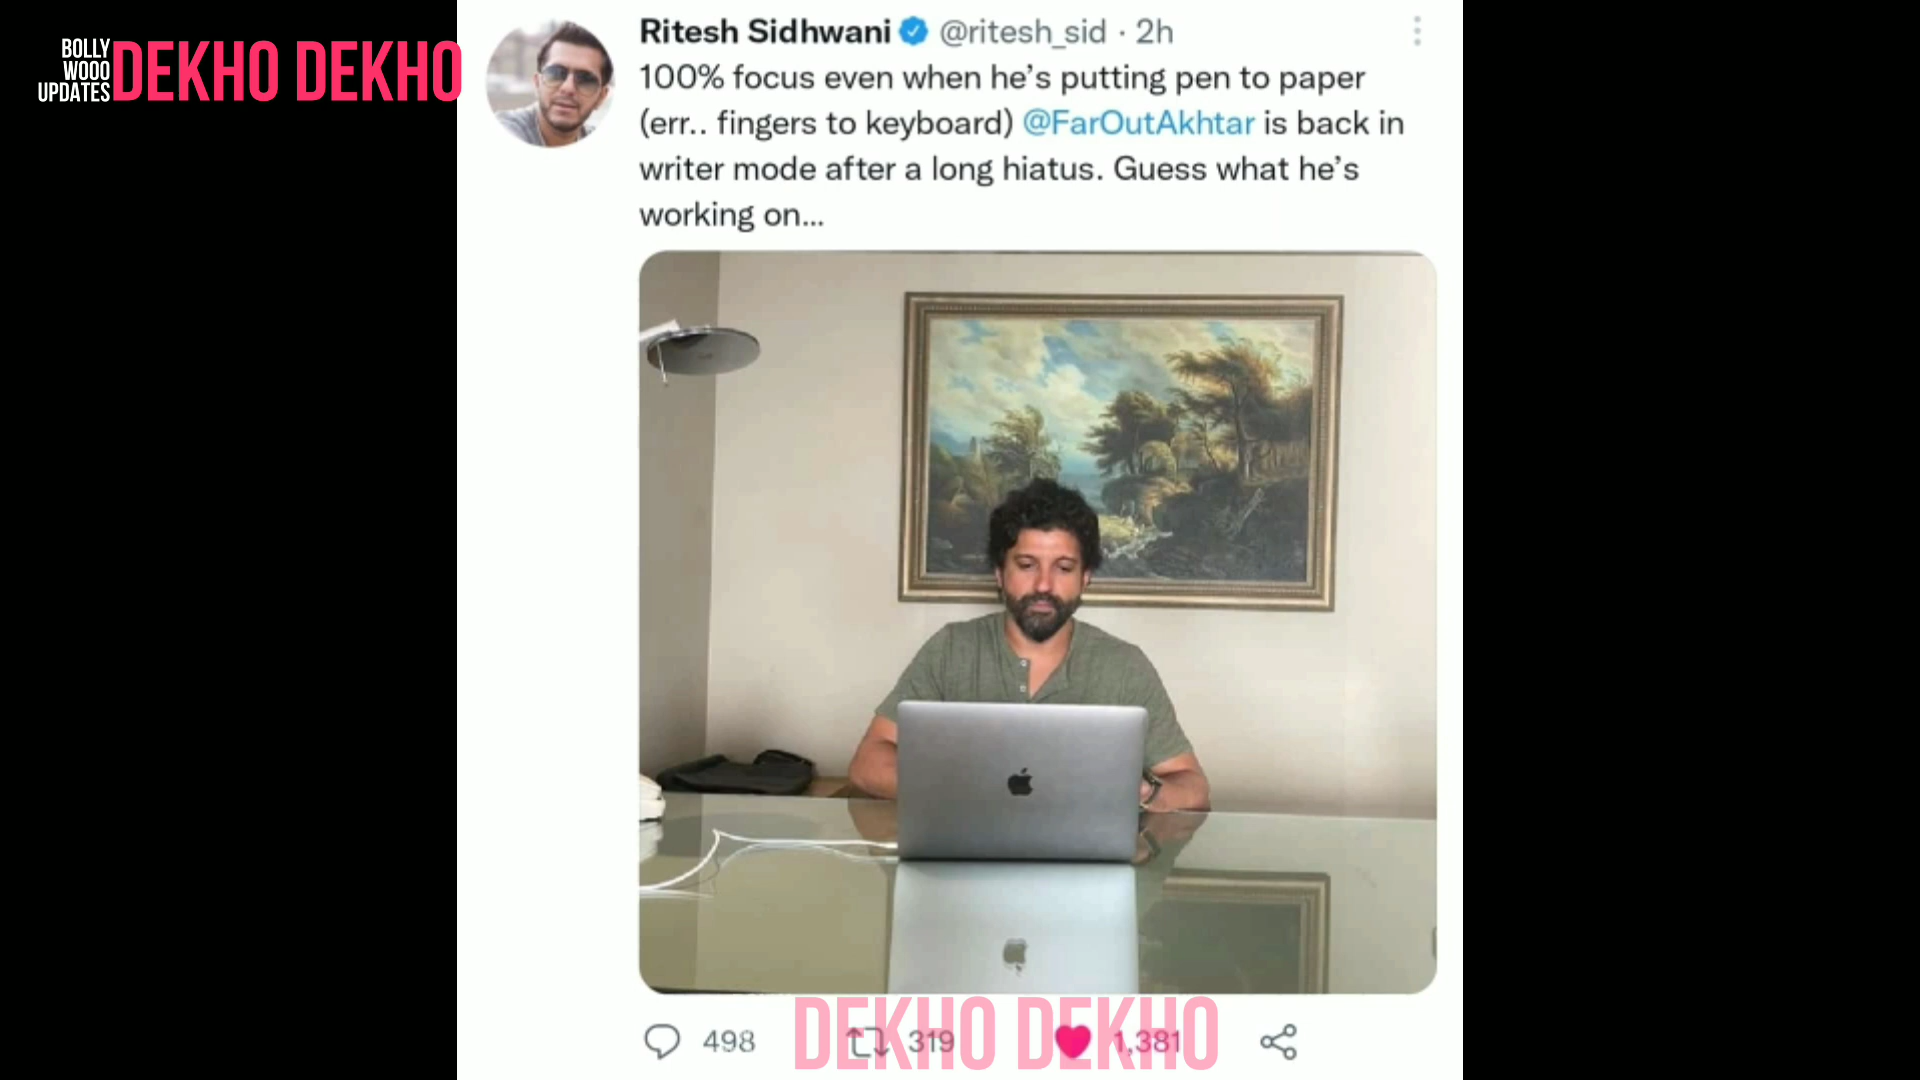 BOLLY
WOOO
UPDATES
DEKHO DEKHO
Ritesh Sidhwani @ritesh_sid · 2h
100% focus even when he’s putting pen to paper
(err.. fingers to keyboard) @FarOutAkhtar is back in
writer mode after a long hiatus. Guess what he’s
working on...
498 319 1,381
DEKHO DEKHO